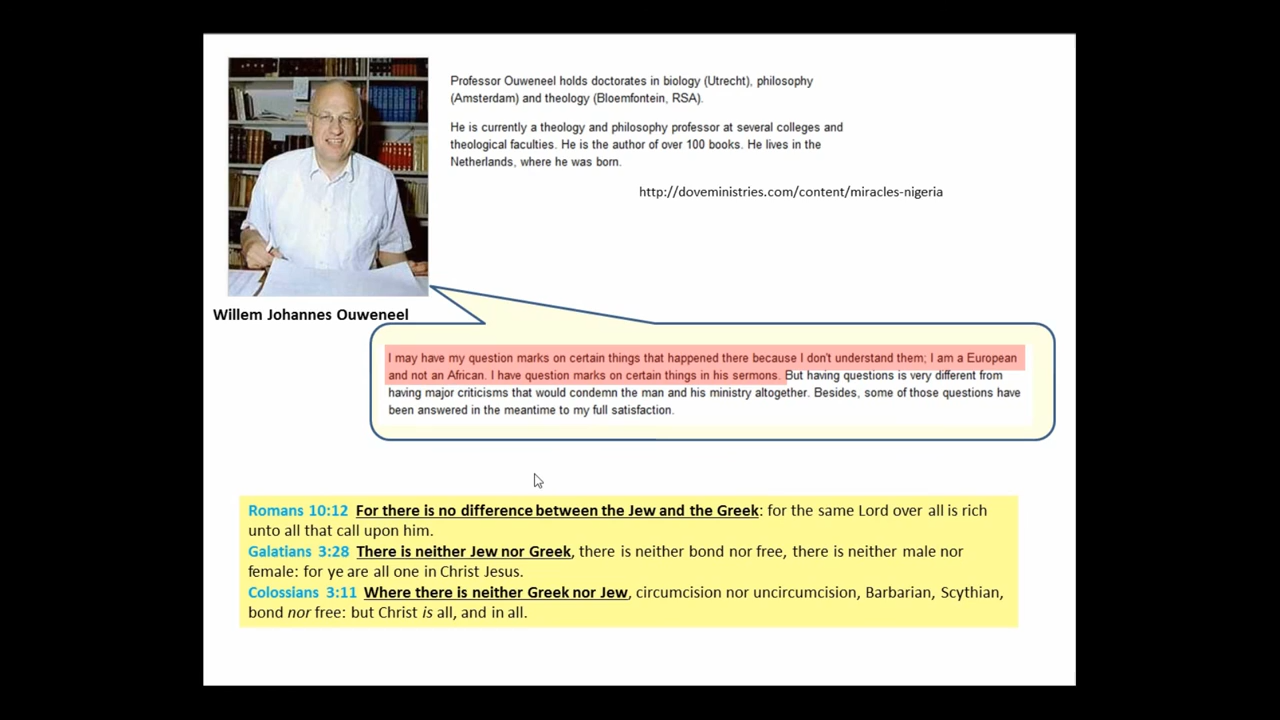 Professor Ouweneel holds doctorates in biology (Utrecht), philosophy
(Amsterdam) and theology (Bloemfontein, RSA).
He is currently a theology and philosophy professor at several colleges and
theological faculties. He is the author of over 100 books. He lives in the
Netherlands, where he was born.
http://doveministries.com/content/miracles-nigeria
Willem Johannes Ouweneel
I may have my question marks on certain things that happened there because I don't understand them; I am a European
and not an African. I have question marks on certain things in his sermons. But having questions is very different from
having major criticisms that would condemn the man and his ministry altogether. Besides, some of those questions have
been answered in the meantime to my full satisfaction.
Romans 10:12 For there is no difference between the Jew and the Greek: for the same Lord over all is rich
unto all that call upon him.
Galatians 3:28 There is neither Jew nor Greek, there is neither bond nor free, there is neither male nor
female: for ye are all one in Christ Jesus.
Colossians 3:11 Where there is neither Greek nor Jew, circumcision nor uncircumcision, Barbarian, Scythian,
bond nor free: but Christ is all, and in all.